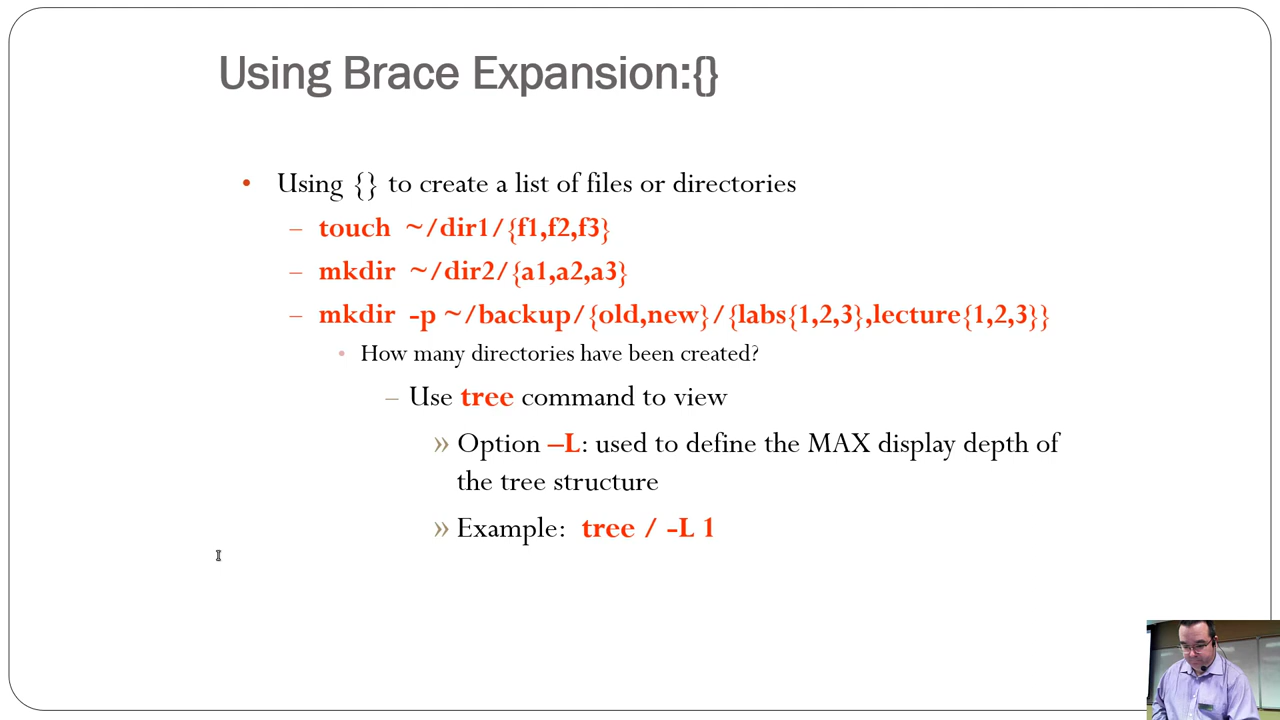 Using Brace Expansion:{}
• Using {} to create a list of files or directories
– touch ~/dir1/{f1,f2,f3}
– mkdir ~/dir2/{a1,a2,a3}
– mkdir -p ~/backup/{old,new}/{labs{1,2,3},lecture{1,2,3}}
• How many directories have been created?
– Use tree command to view
» Option –L: used to define the MAX display depth of
the tree structure
» Example: tree / -L 1